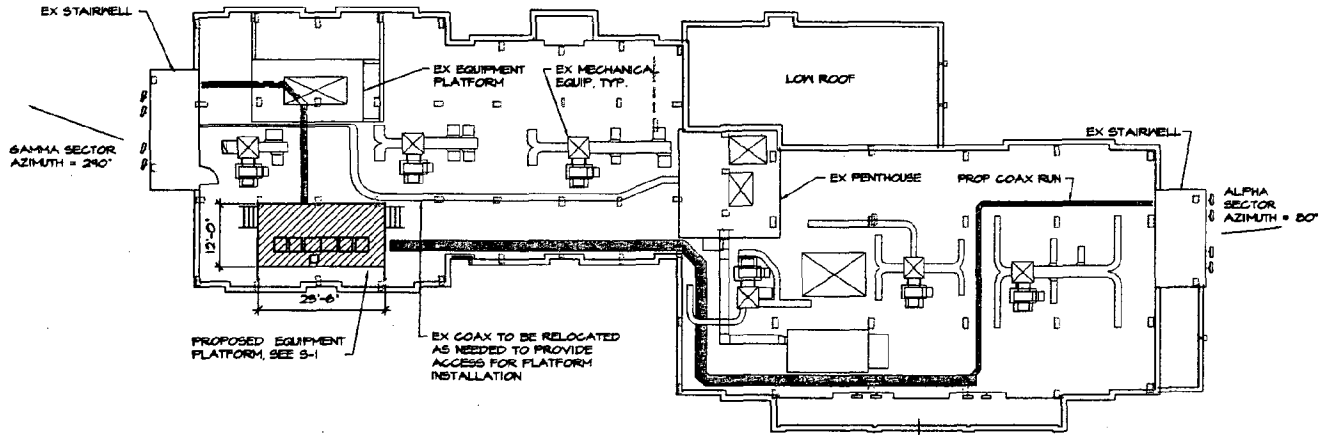 EX STAIRWELL
EX EQUIPMENT
PLATFORM
EX MECHANICAL
EQUIP. TYP.
LOW ROOF
EX STAIRWELL
GAMMA SECTOR
AZIMUTH = 290°
EX PENTHOUSE
PROP COAX RUN
ALPHA
SECTOR
AZIMUTH = 80°
12'-0"
23'-6"
PROPOSED EQUIPMENT
PLATFORM, SEE S-1
EX COAX TO BE RELOCATED
AS NEEDED TO PROVIDE
ACCESS FOR PLATFORM
INSTALLATION